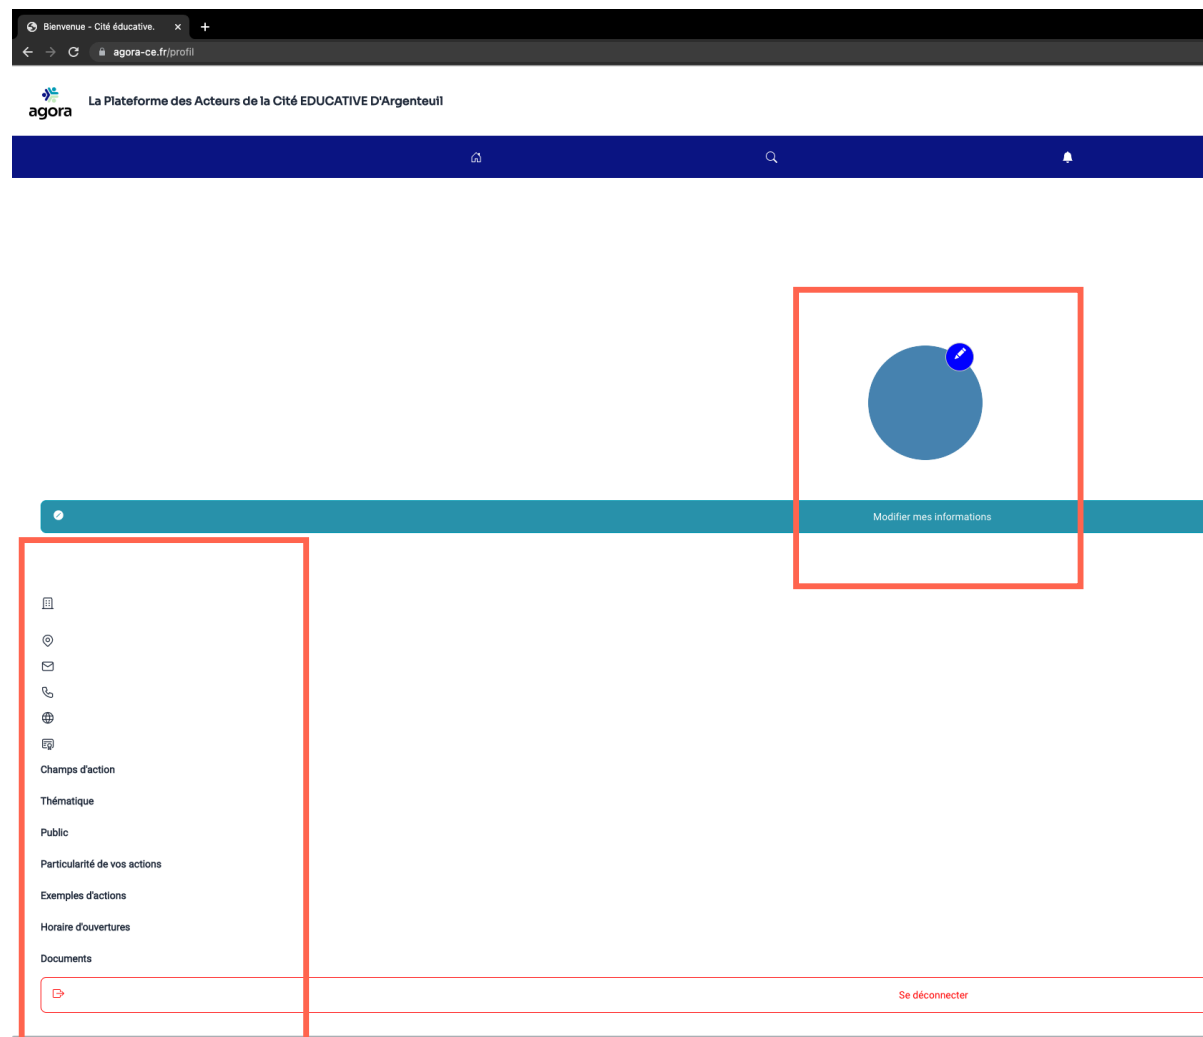 Bienvenue - Cité éducative.
agora-ce.fr/profil
agora
La Plateforme des Acteurs de la Cité EDUCATIVE D'Argenteuil
Modifier mes informations
Champs d'action
Thématique
Public
Particularité de vos actions
Exemples d'actions
Horaire d'ouvertures
Documents
Se déconnecter